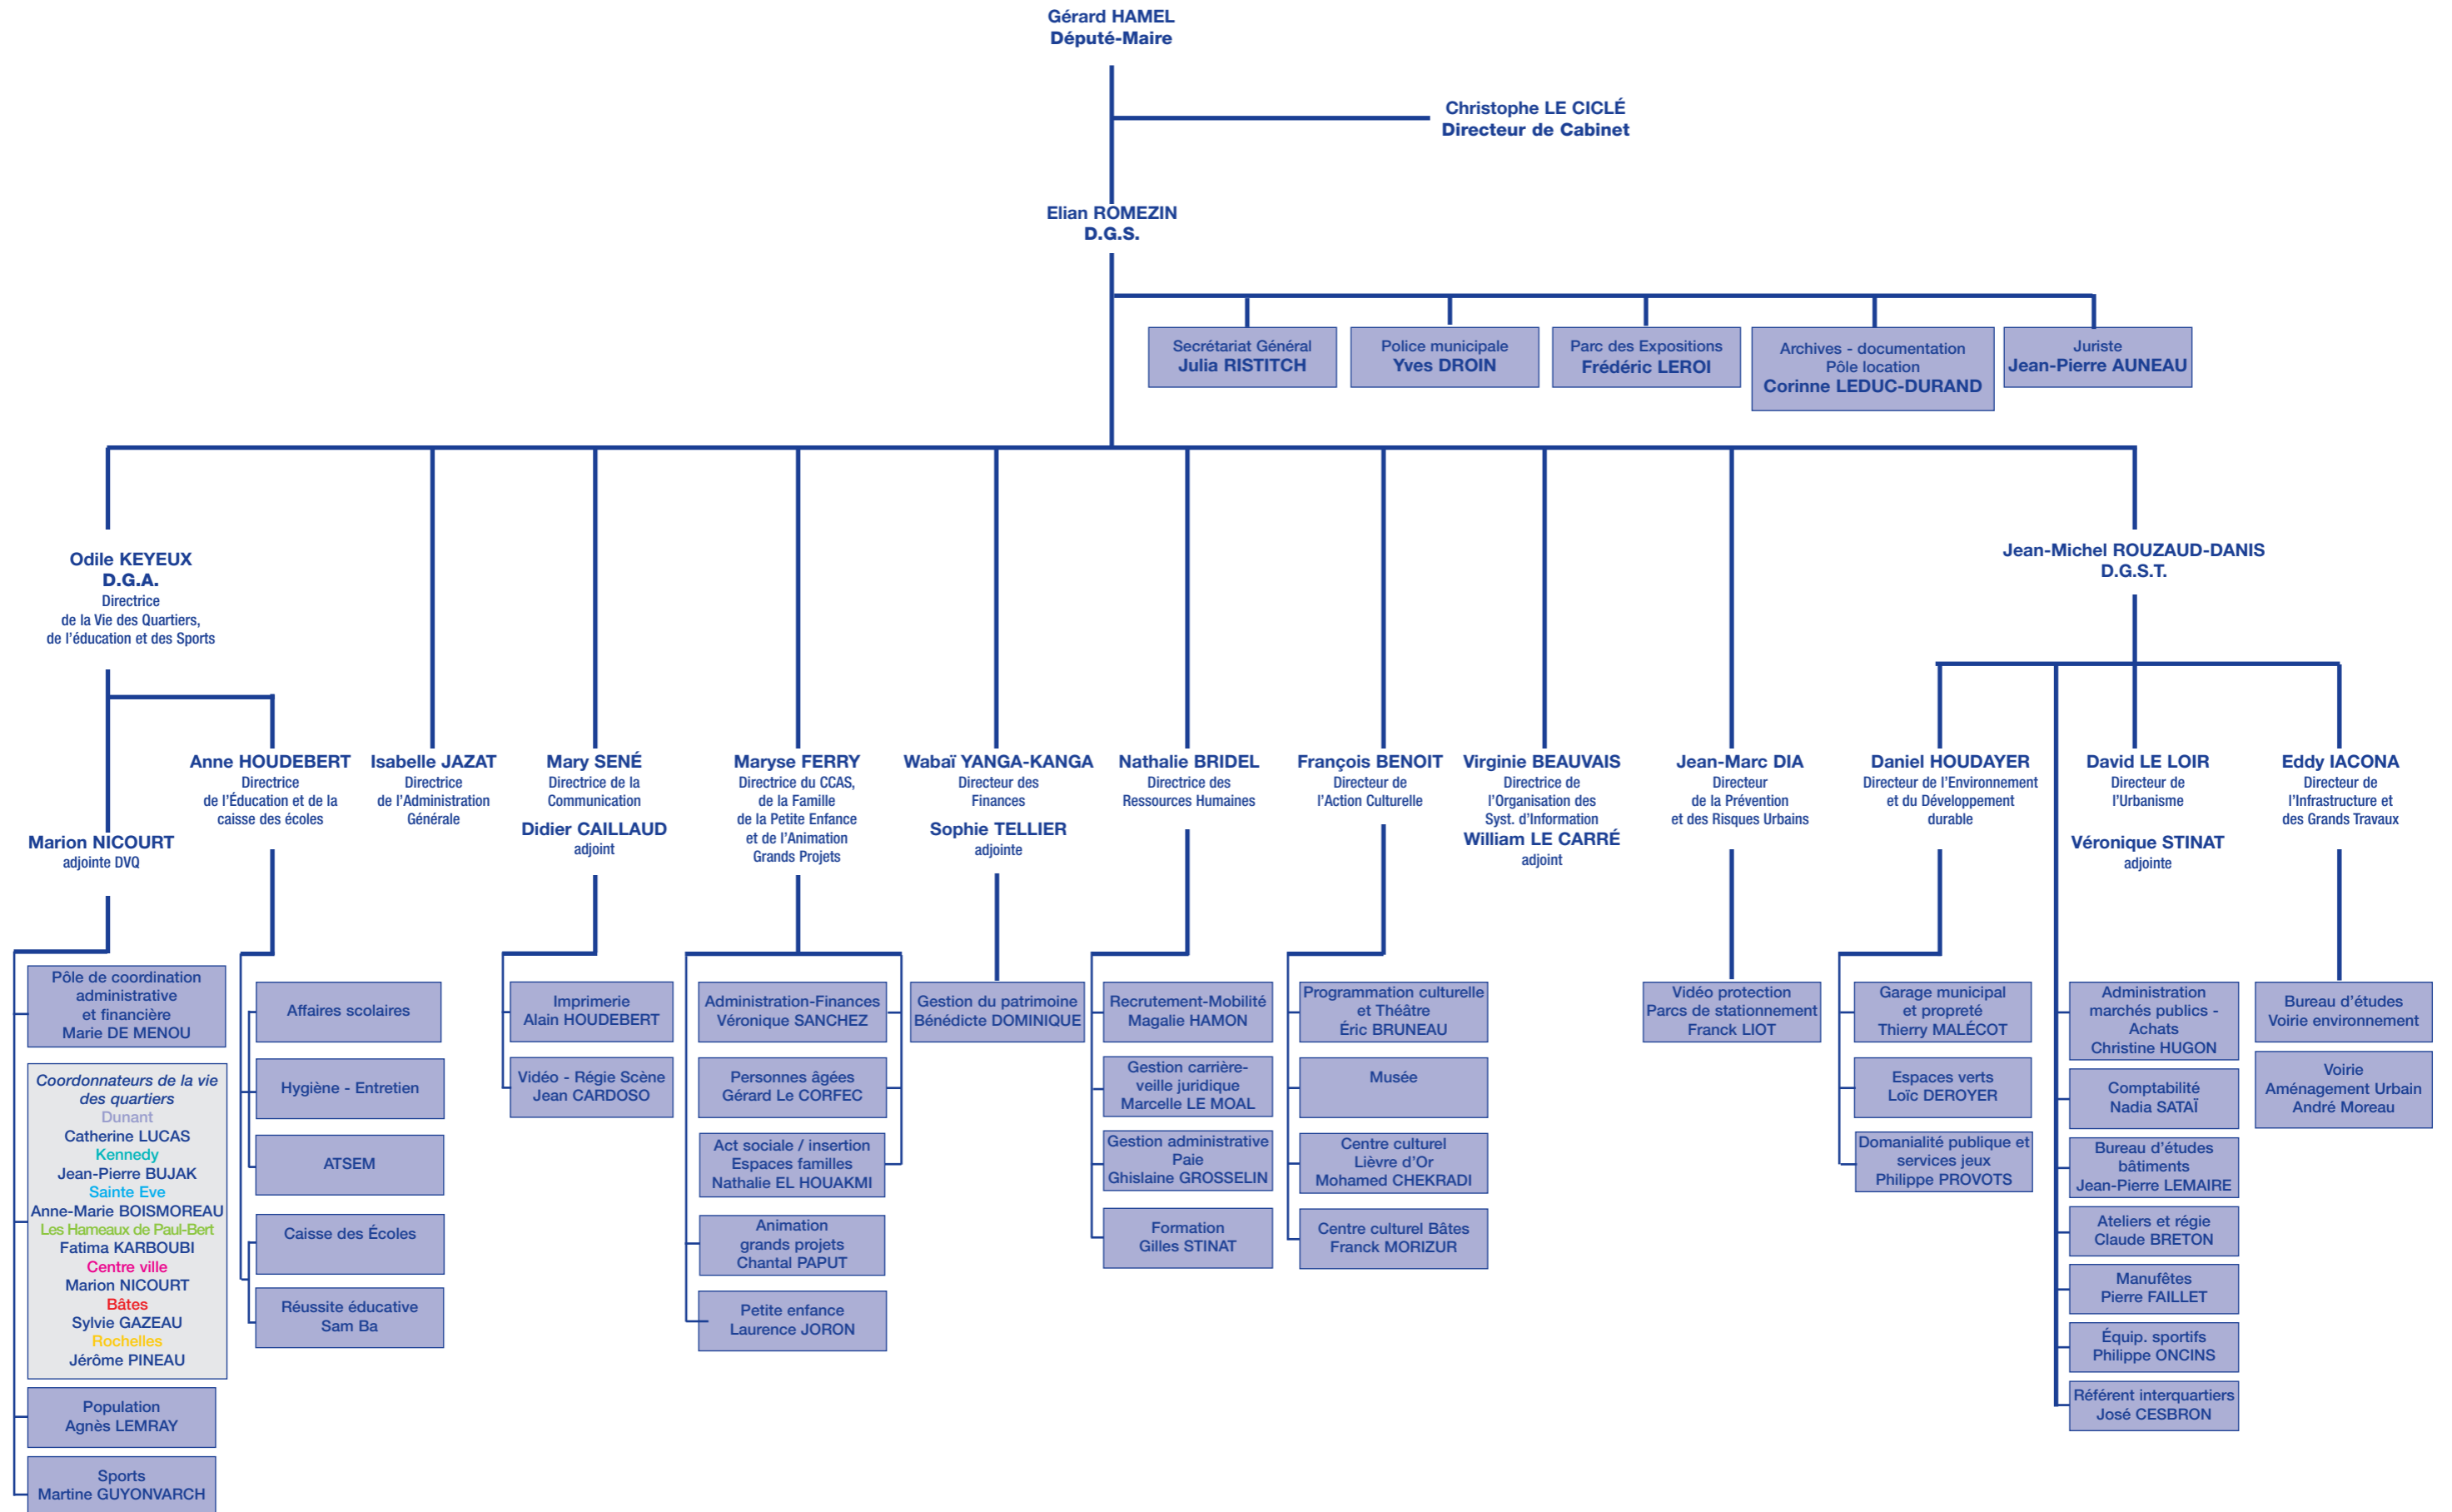 Gérard HAMEL
Député-Maire
Christophe LE CICLÉ
Directeur de Cabinet
Elian ROMEZIN
D.G.S.
Secrétariat Général
Julia RISTITCH
Police municipale
Yves DROIN
Parc des Expositions
Frédéric LEROI
Archives - documentation
Pôle location
Corinne LEDUC-DURAND
Juriste
Jean-Pierre AUNEAU
Odile KEYEUX
D.G.A.
Directrice
de la Vie des Quartiers,
de l'éducation et des Sports
Jean-Michel ROUZAUD-DANIS
D.G.S.T.
Marion NICOURT
adjointe DVQ
Anne HOUDEBERT
Directrice
de l'Éducation et de la
caisse des écoles
Isabelle JAZAT
Directrice
de l'Administration
Générale
Mary SENÉ
Directrice de la
Communication
Didier CAILLAUD
adjoint
Maryse FERRY
Directrice du CCAS,
de la Famille
de la Petite Enfance
et de l'Animation
Grands Projets
Wabaï YANGA-KANGA
Directeur des
Finances
Sophie TELLIER
adjointe
Nathalie BRIDEL
Directrice des
Ressources Humaines
François BENOIT
Directeur de
l'Action Culturelle
Virginie BEAUVAIS
Directrice de
l'Organisation des
Syst. d'Information
William LE CARRÉ
adjoint
Jean-Marc DIA
Directeur
de la Prévention
et des Risques Urbains
Daniel HOUDAYER
Directeur de l'Environnement
et du Développement
durable
David LE LOIR
Directeur de
l'Urbanisme
Véronique STINAT
adjointe
Eddy IACONA
Directeur de
l'Infrastructure et
des Grands Travaux
Pôle de coordination
administrative
et financière
Marie DE MENOU
Coordonnateurs de la vie
des quartiers
Dunant
Catherine LUCAS
Kennedy
Jean-Pierre BUJAK
Sainte Eve
Anne-Marie BOISMOREAU
Les Hameaux de Paul-Bert
Fatima KARBOUBI
Centre ville
Marion NICOURT
Bâtes
Sylvie GAZEAU
Rochelles
Jérôme PINEAU
Population
Agnès LEMRAY
Sports
Martine GUYONVARCH
Affaires scolaires
Hygiène - Entretien
ATSEM
Caisse des Écoles
Réussite éducative
Sam Ba
Imprimerie
Alain HOUDEBERT
Vidéo - Régie Scène
Jean CARDOSO
Administration-Finances
Véronique SANCHEZ
Personnes âgées
Gérard Le CORFEC
Act sociale / insertion
Espaces familles
Nathalie EL HOUAKMI
Animation
grands projets
Chantal PAPUT
Petite enfance
Laurence JORON
Gestion du patrimoine
Bénédicte DOMINIQUE
Recrutement-Mobilité
Magalie HAMON
Gestion carrière-
veille juridique
Marcelle LE MOAL
Gestion administrative
Paie
Ghislaine GROSSELIN
Formation
Gilles STINAT
Programmation culturelle
et Théâtre
Éric BRUNEAU
Musée
Centre culturel
Lièvre d'Or
Mohamed CHEKRADI
Centre culturel Bâtes
Franck MORIZUR
Vidéo protection
Parcs de stationnement
Franck LIOT
Garage municipal
et propreté
Thierry MALÉCOT
Espaces verts
Loïc DEROYER
Domanialité publique et
services jeux
Philippe PROVOTS
Administration
marchés publics -
Achats
Christine HUGON
Comptabilité
Nadia SATAÏ
Bureau d'études
bâtiments
Jean-Pierre LEMAIRE
Ateliers et régie
Claude BRETON
Manufêtes
Pierre FAILLET
Équip. sportifs
Philippe ONCINS
Référent interquartiers
José CESBRON
Bureau d'études
Voirie environnement
Voirie
Aménagement Urbain
André Moreau